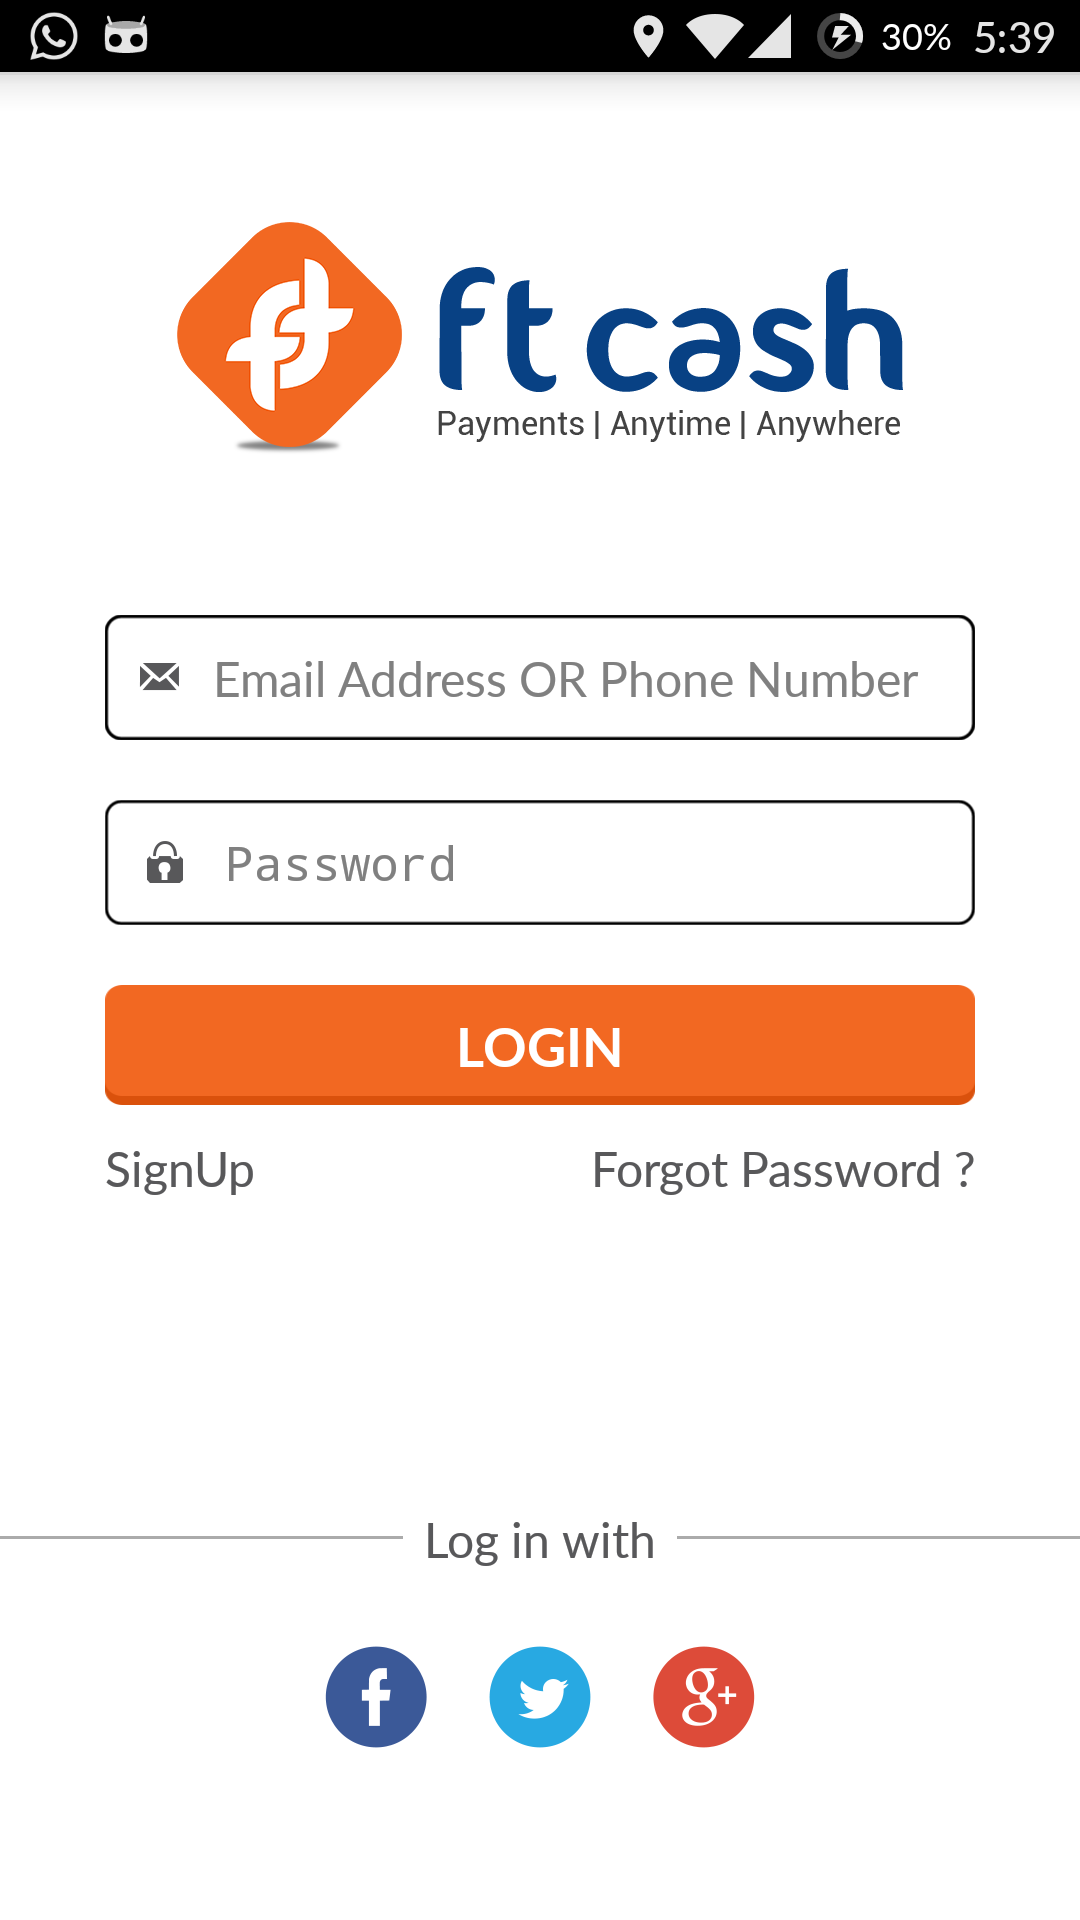 30% 5:39
ft cash
Payments | Anytime | Anywhere
Email Address OR Phone Number
Password
LOGIN
SignUp Forgot Password ?
Log in with
f g+